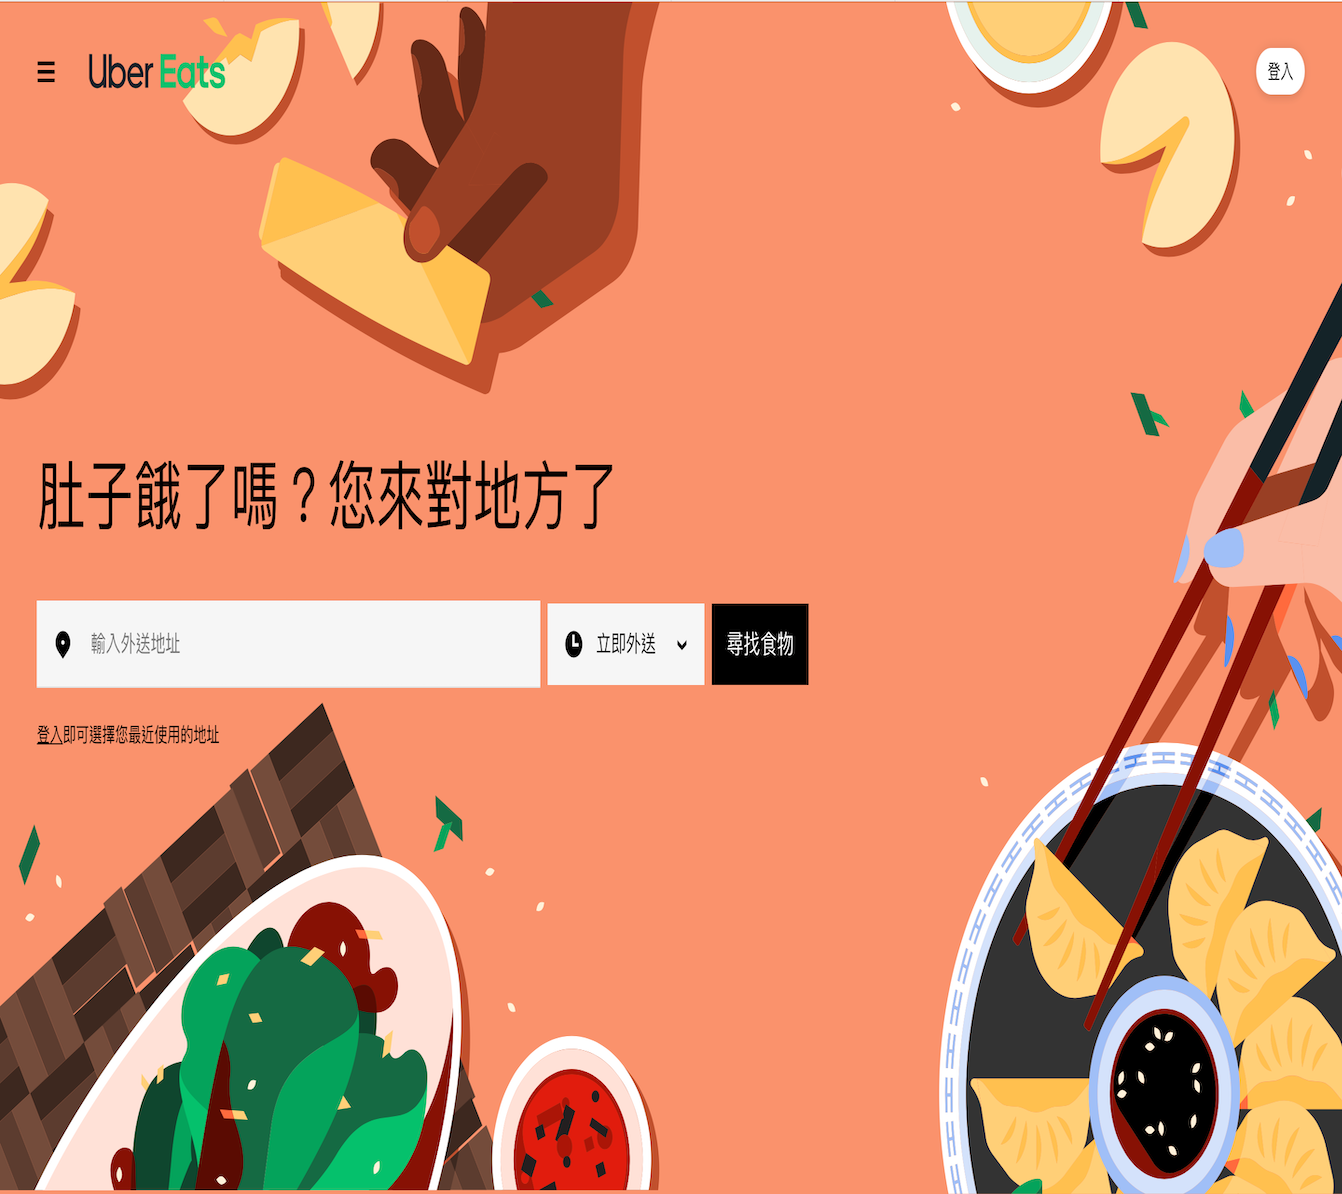 Uber Eats
登入
肚子餓了嗎？您來對地方了
輸入外送地址
立即外送
尋找食物
登入即可選擇您最近使用的地址